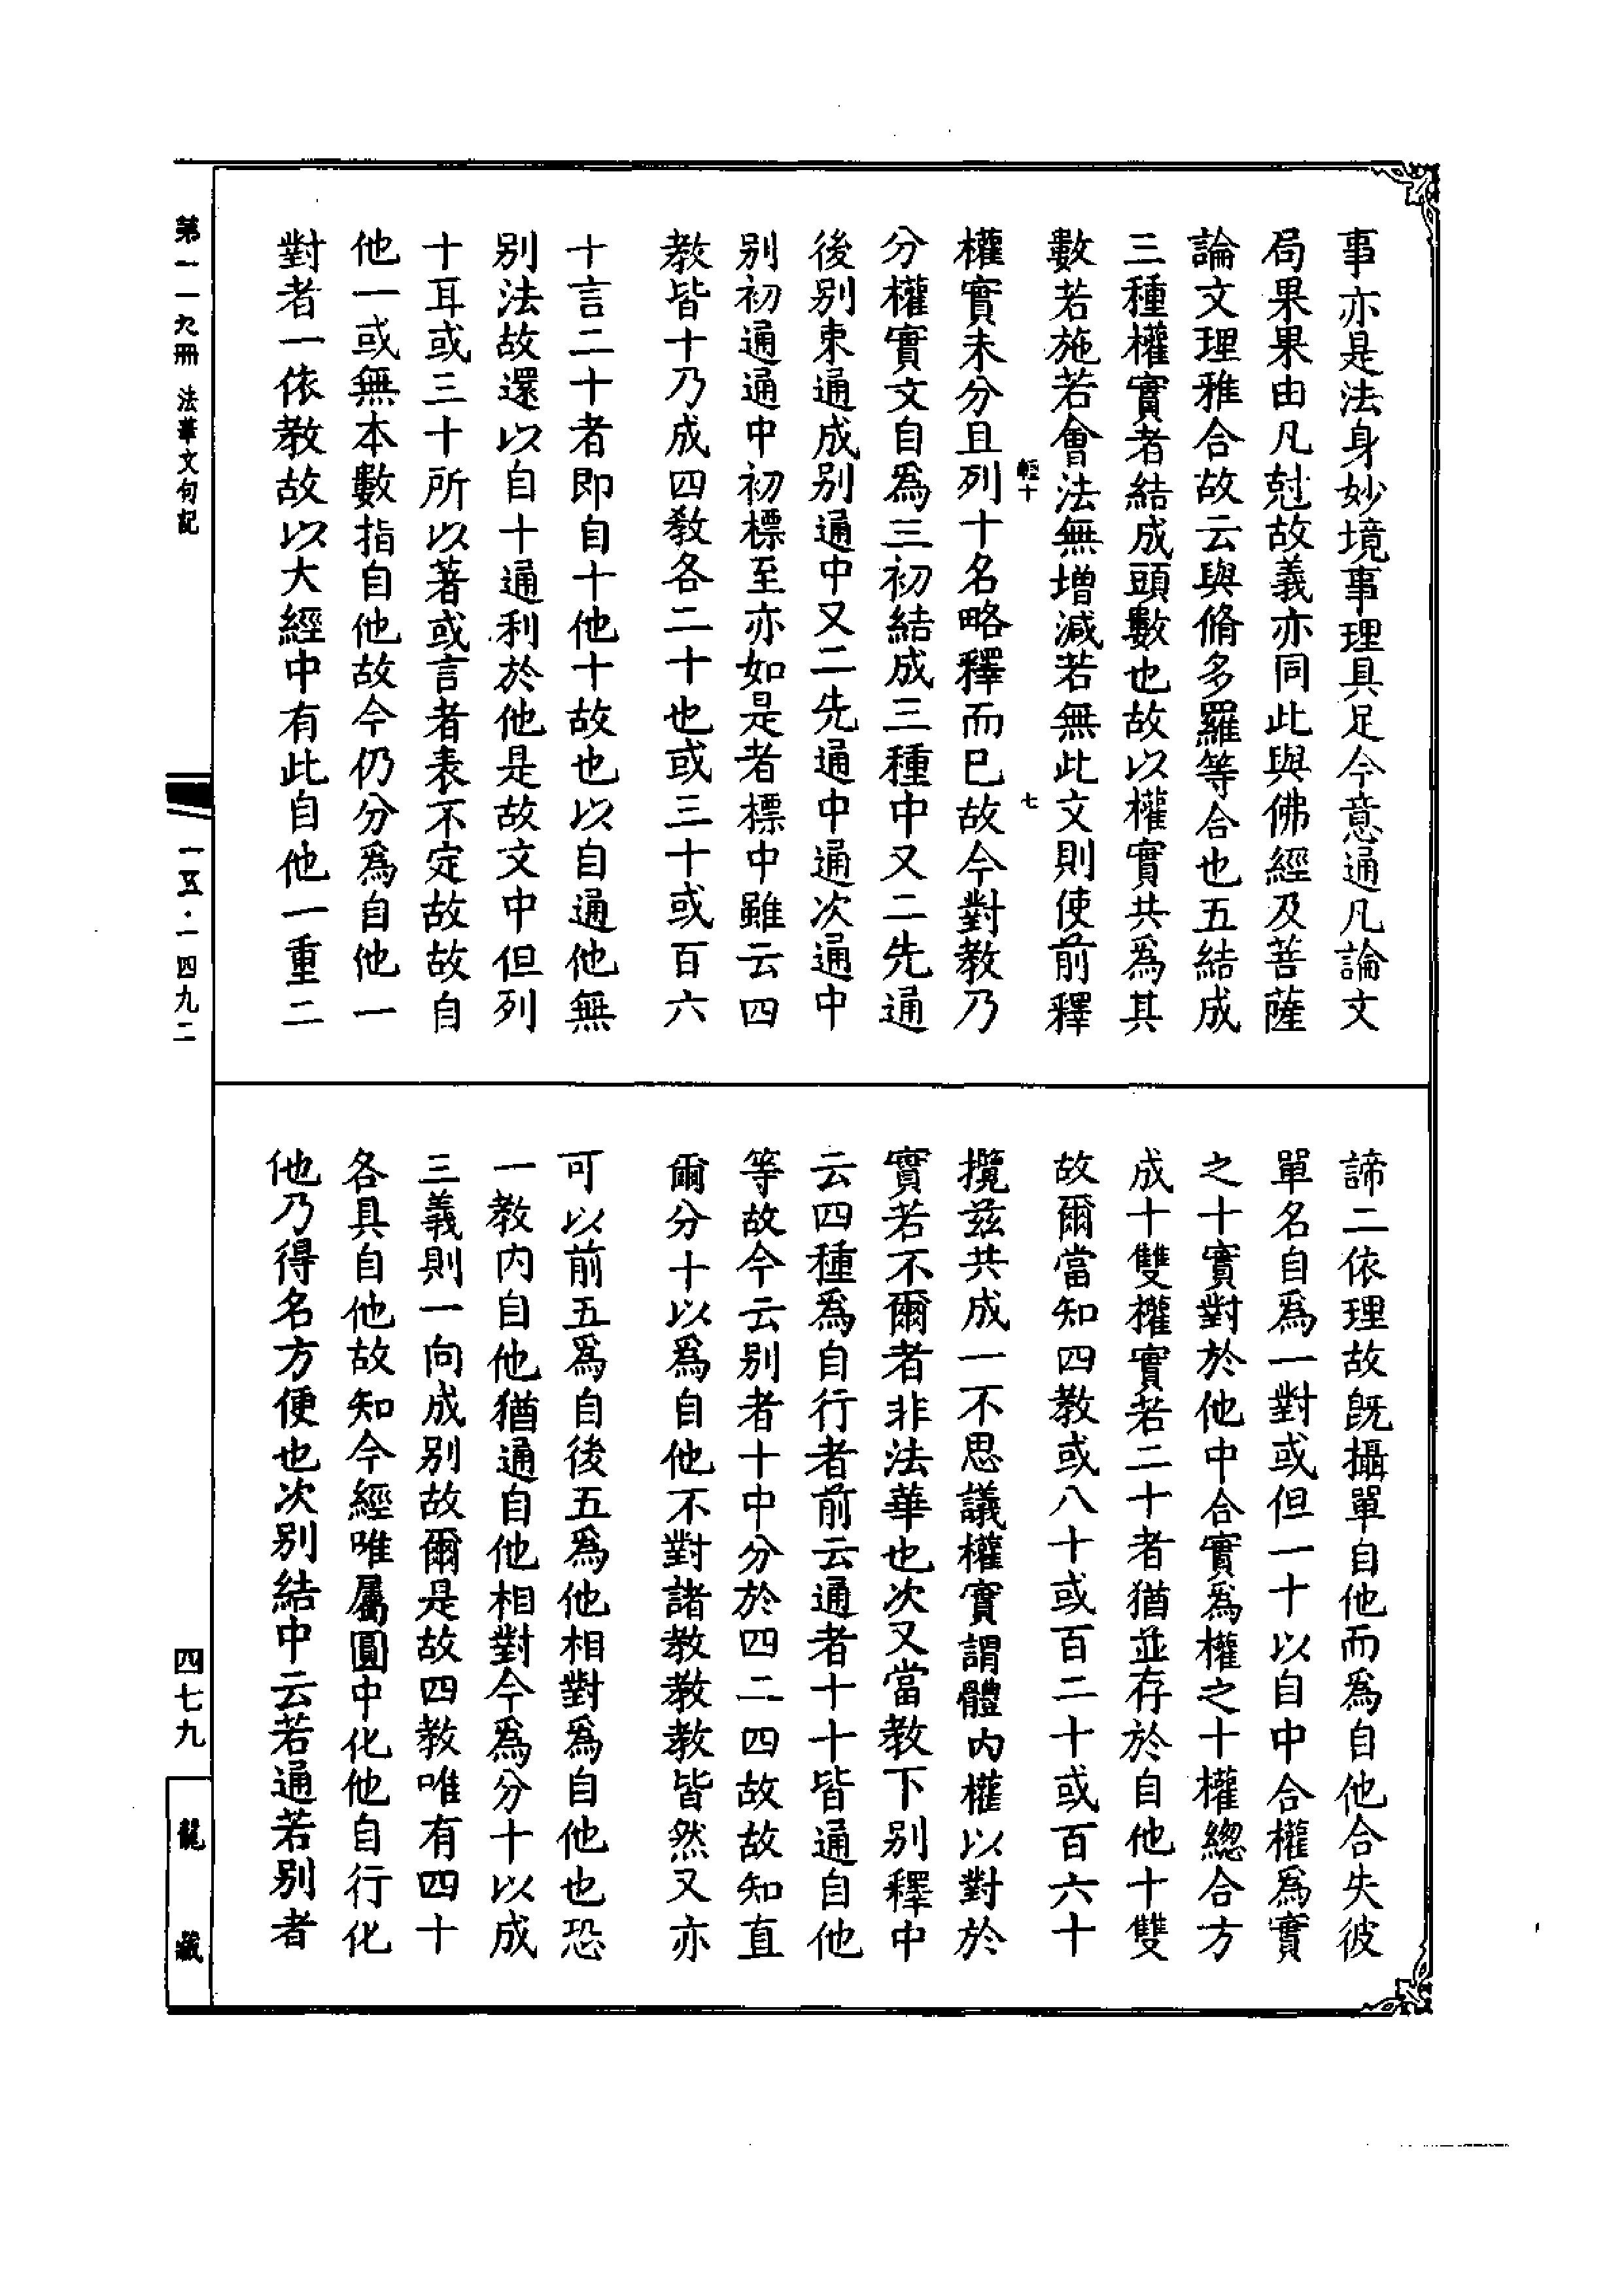 事亦是法身妙境事理具足今意通凡論文
局果果由凡尅故義亦同此與佛經及菩薩
論文理雅合故云與脩多羅等合也五結成
三種權實者結成頭數也故以權實共為其
數若施若會法無增減若無此文則使前釋
輕十 七
權實未分且列十名略釋而巳故今對教乃
分權實文自為三初結成三種中又二先通
後別束通成別通中又二先通中通次通中
別初通通中初標至亦如是者標中雖云四
教皆十乃成四教各二十也或三十或百六
十言二十者即自十他十故也以自通他無
別法故還以自十通利於他是故文中但列
十耳或三十所以著或言者表不定故故自
他一或無本數指自他故今仍分為自他一
對者一依教故以大經中有此自他一重二
諦二依理故旣攝單自他而為自他合失彼
單名自為一對或但一十以自中合權為實
之十實對於他中合實為權之十權緫合方
成十雙權實若二十者猶並存於自他十雙
故爾當知四教或八十或百二十或百六十
攬茲共成一不思議權實謂體內權以對於
實若不爾者非法華也次又當教下別釋中
云四種為自行者前云通者十十皆通自他
等故今云別者十中分於四二四故故知直
爾分十以為自他不對諸教教教皆然又亦
可以前五為自後五為他相對為自他也恐
一教內自他猶通自他相對今為分十以成
三義則一向成別故爾是故四教唯有四十
各具自他故知今經唯屬圓中化他自行化
他乃得名方便也次別結中云若通若別者
第一一九冊 法華文句記
一五·一四九二
四七九
龍藏